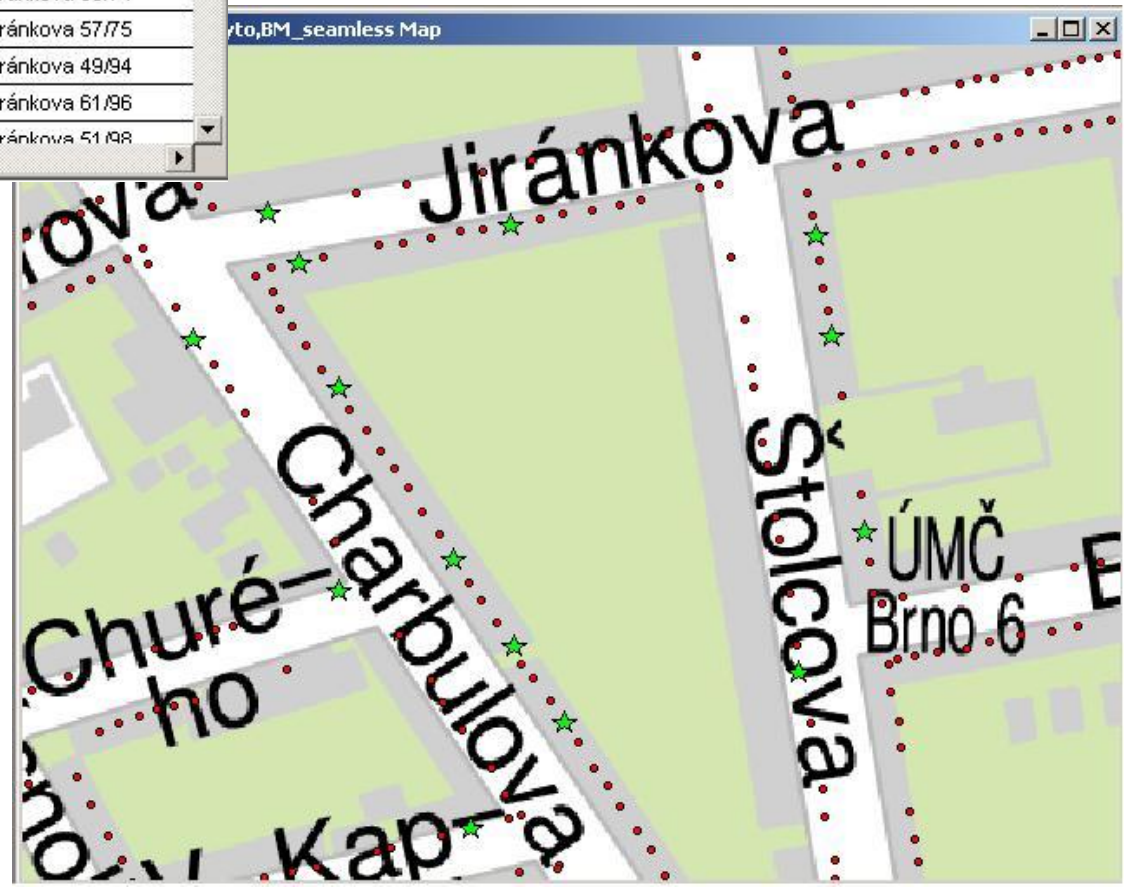 ránkova 57/75
ránkova 49/94
ránkova 61/96
ránkova 51/98
yto,BM_seamless Map
Jiránkova
rova
Charbulova
Štolcova
ÚMČ
Brno 6
Churé–
ho
Kap–